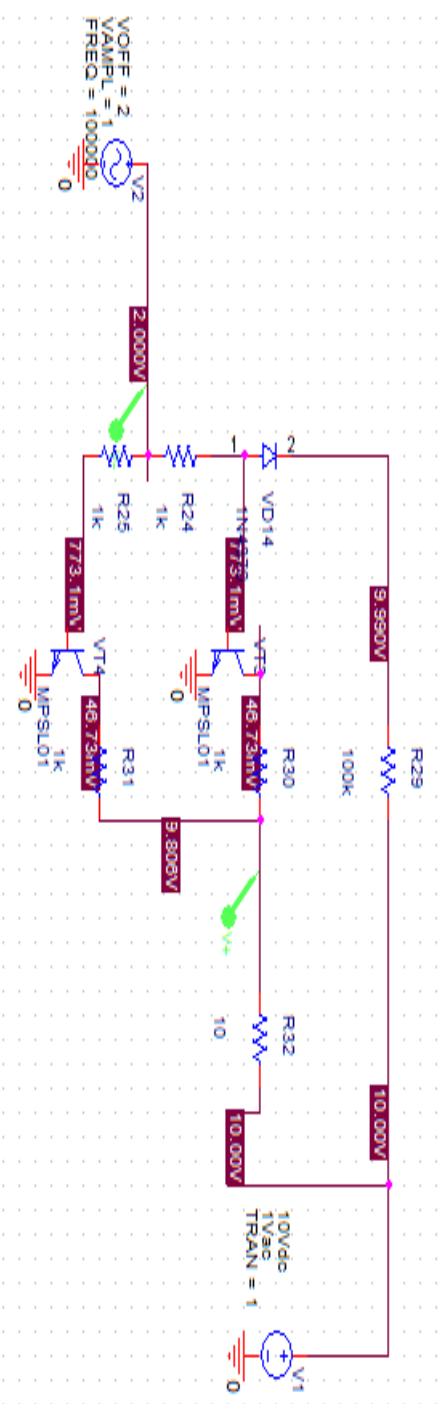 VOFF = 2
VAMPL = 1
FREQ = 100000
V2
0
2.000V
1
2
R25
1k
R24
1k
VD14
773.1mV
773.1mV
9.990V
VT4
MPSL01
0
MPSL01
0
46.73mV
R31
1k
46.73mV
R30
1k
R29
100k
9.806V
V+
R32
10
10.00V
10.00V
10Vdc
1Vac
TRAN = 1
V1
0